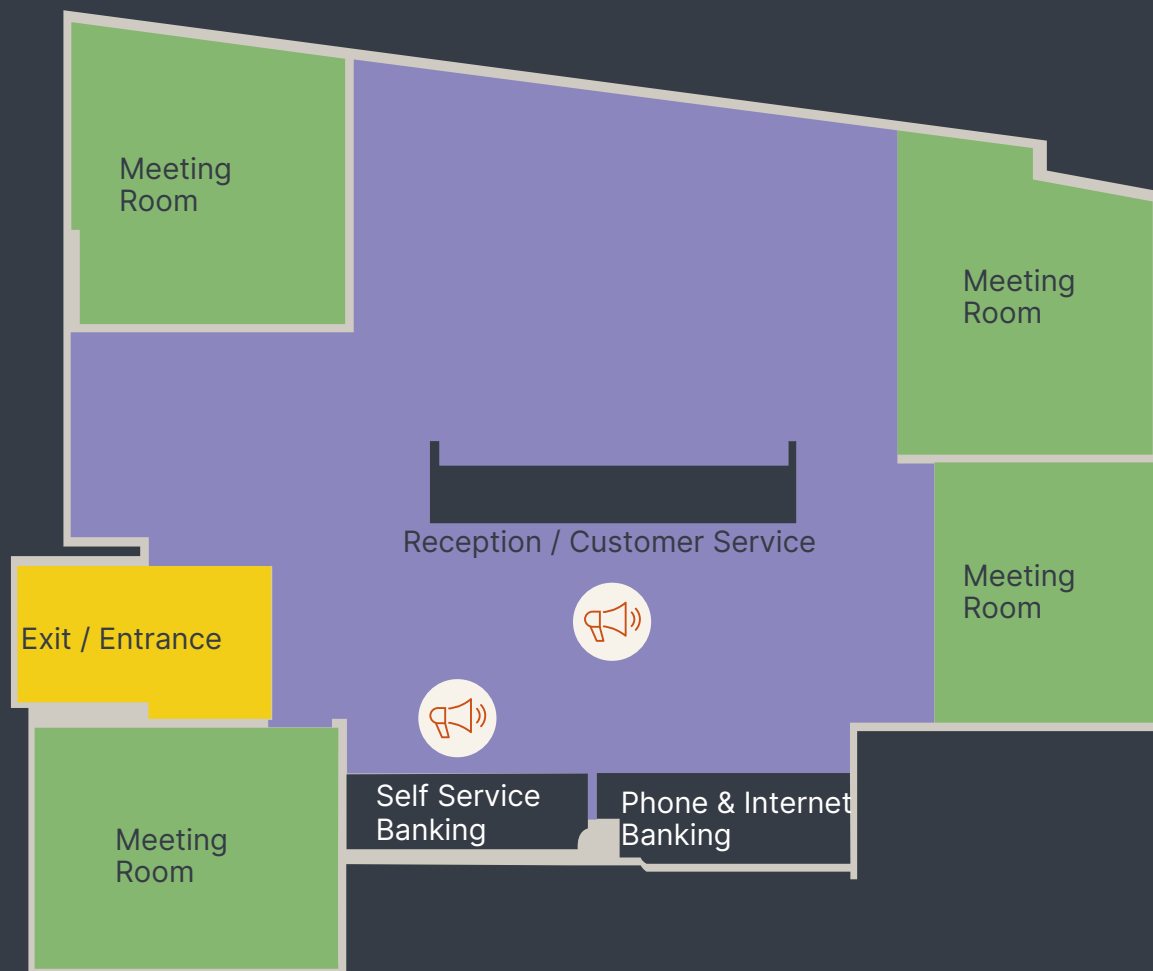 Meeting
Room
Meeting
Room
Reception / Customer Service
Meeting
Room
Exit / Entrance
Self Service
Banking
Phone & Internet
Banking
Meeting
Room